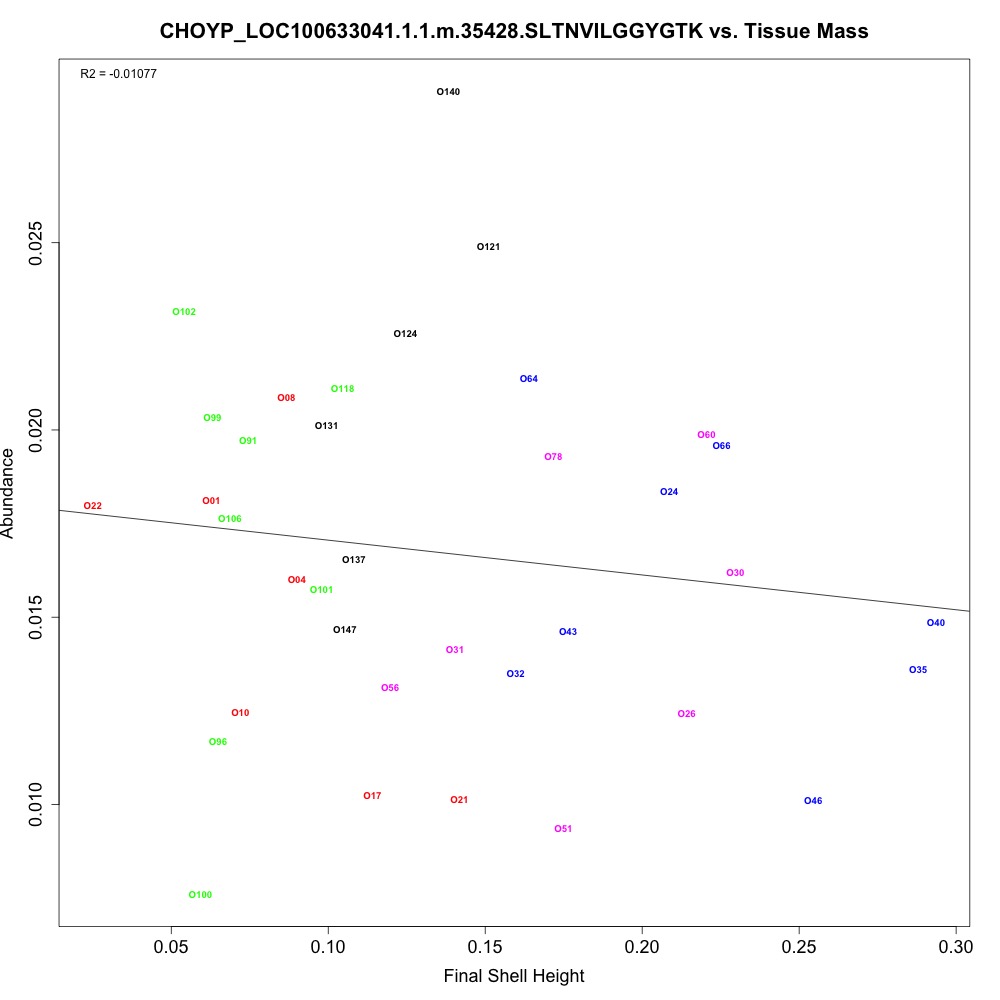 CHOYP_LOC100633041.1.1.m.35428.SLTNVILGGYGTK vs. Tissue Mass
R2 = -0.01077
O140
O121
O102
O124
O64
O118
O08
O99
O131
O60
O91
O66
O78
O24
O01
O22
O106
O137
O30
O04
O101
O40
O147
O43
O31
O35
O32
O56
O10
O26
O96
O17
O21
O46
O51
O100
0.025
0.020
0.015
0.010
Abundance
0.05 0.10 0.15 0.20 0.25 0.30
Final Shell Height